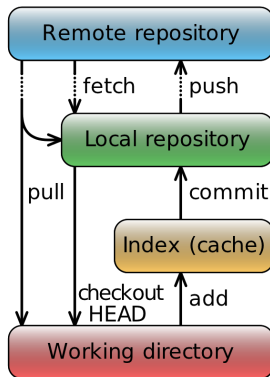 Remote repository
fetch
push
Local repository
pull
commit
Index (cache)
checkout
HEAD
add
Working directory